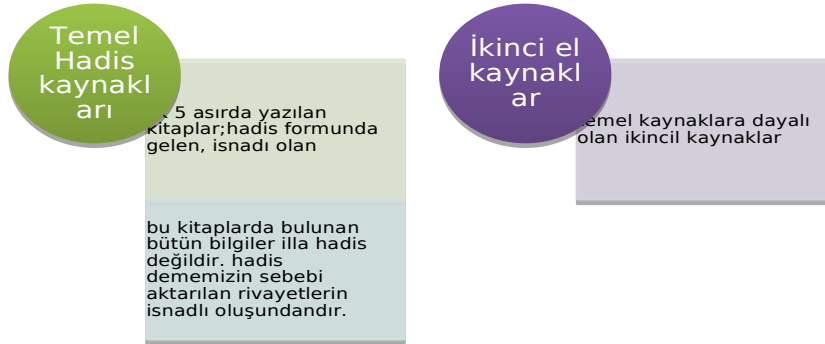 Temel
Hadis
kaynakl
arı
5 asırda yazılan
kitaplar;hadis formunda
gelen, isnadı olan
bu kitaplarda bulunan
bütün bilgiler illa hadis
değildir. hadis
dememizin sebebi
aktarılan rivayetlerin
isnadlı oluşundandır.
İkinci el
kaynakl
ar
temel kaynaklara dayalı
olan ikincil kaynaklar